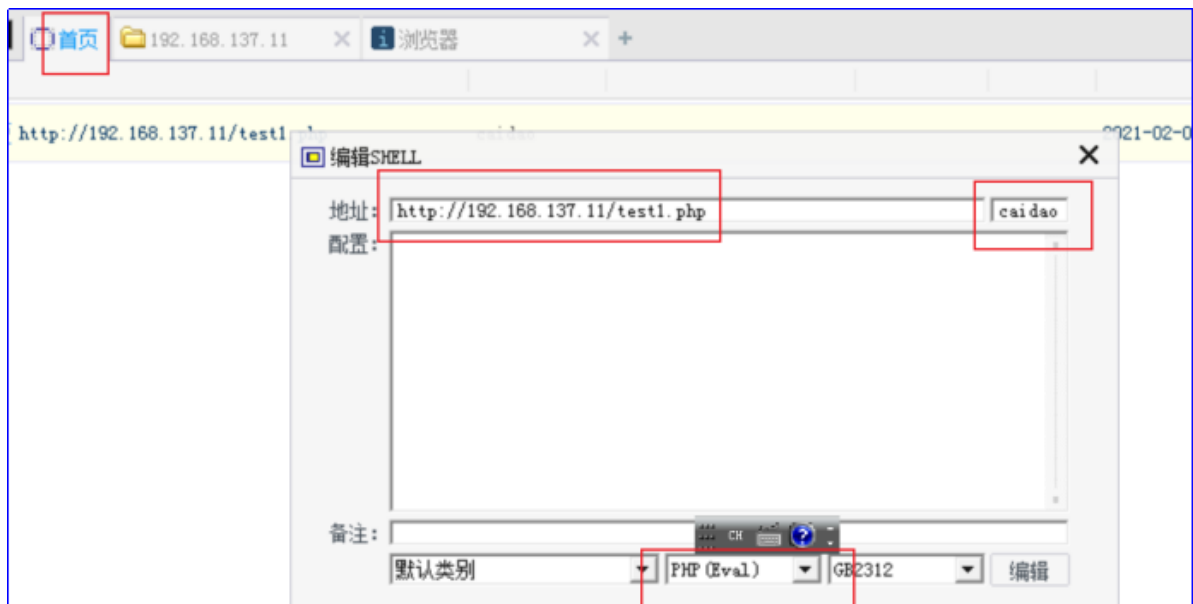 首页 192.168.137.11 浏览器
http://192.168.137.11/test1.php caidao 2021-02-0
编辑SHELL
地址: http://192.168.137.11/test1.php caidao
配置:
备注:
CH
默认类别 PHP(Eval) GB2312 编辑